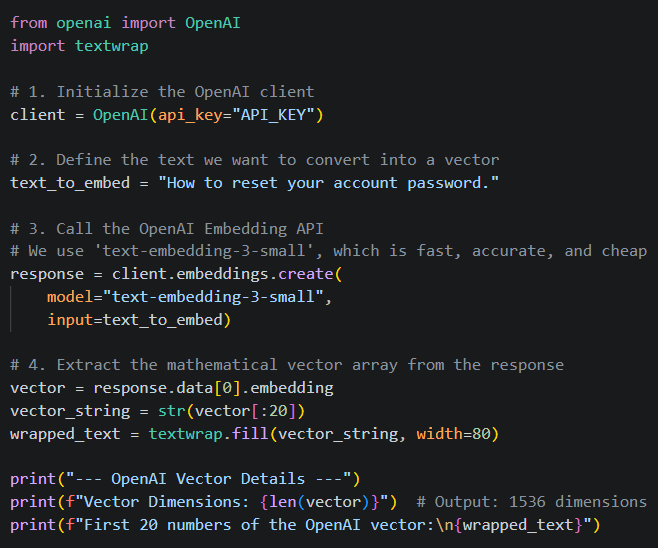 from openai import OpenAI
import textwrap

# 1. Initialize the OpenAI client
client = OpenAI(api_key="API_KEY")

# 2. Define the text we want to convert into a vector
text_to_embed = "How to reset your account password."

# 3. Call the OpenAI Embedding API
# We use 'text-embedding-3-small', which is fast, accurate, and cheap
response = client.embeddings.create(
    model="text-embedding-3-small",
    input=text_to_embed)

# 4. Extract the mathematical vector array from the response
vector = response.data[0].embedding
vector_string = str(vector[:20])
wrapped_text = textwrap.fill(vector_string, width=80)

print("--- OpenAI Vector Details ---")
print(f"Vector Dimensions: {len(vector)}")  # Output: 1536 dimensions
print(f"First 20 numbers of the OpenAI vector:\n{wrapped_text}")